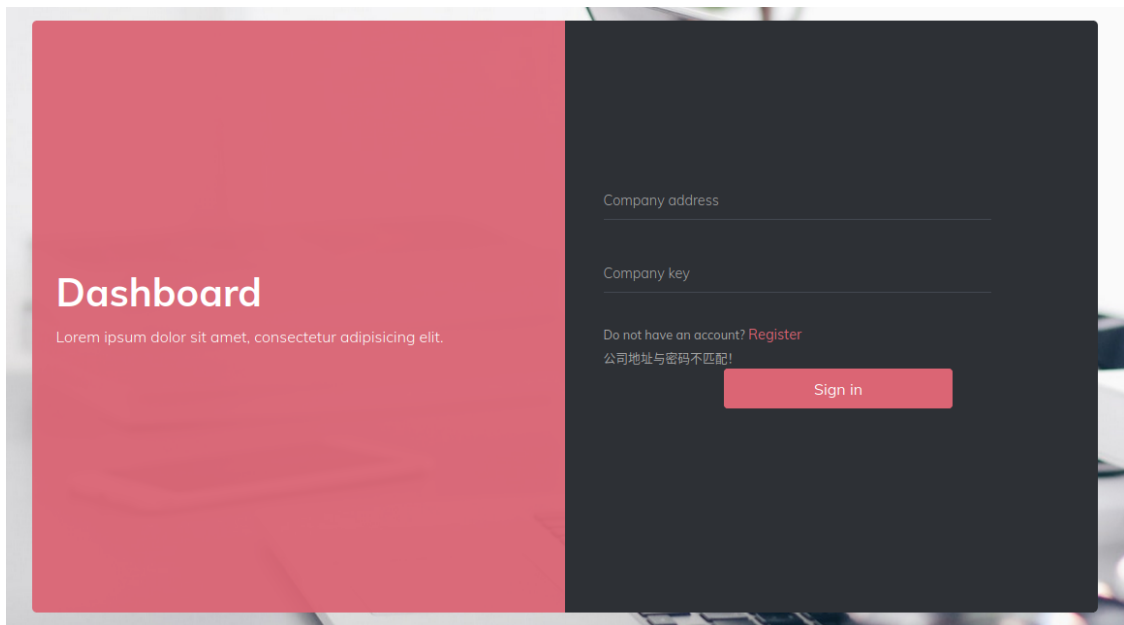 Dashboard
Lorem ipsum dolor sit amet, consectetur adipisicing elit.
Company address
Company key
Do not have an account? Register
公司地址与密码不匹配!
Sign in